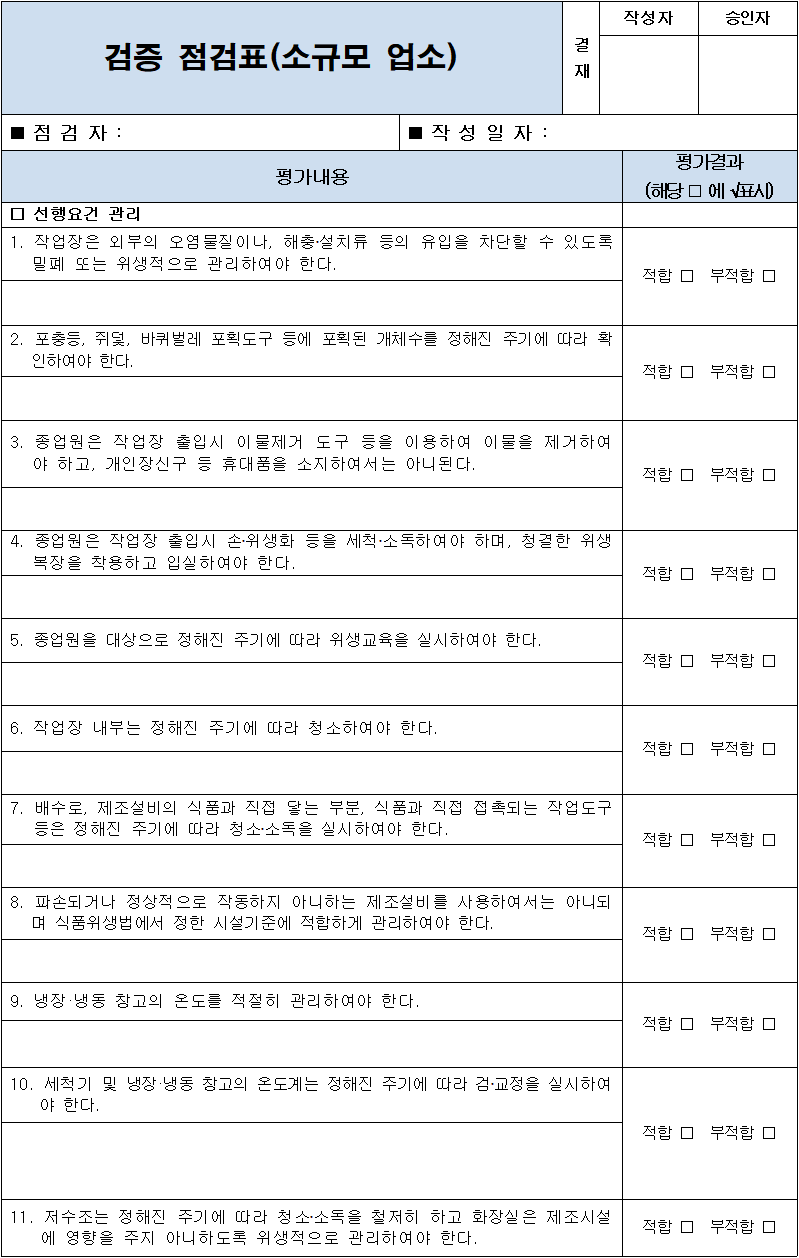 검증 점검표(소규모 업소)
결재
작성자
승인자
■ 점 검 자 :
■ 작 성 일 자 :
평가내용
평가결과
(해당 □ 에 √표시)
□ 선행요건 관리
1. 작업장은 외부의 오염물질이나, 해충·설치류 등의 유입을 차단할 수 있도록
밀폐 또는 위생적으로 관리하여야 한다.
적합 □ 부적합 □
2. 포충등, 쥐덫, 바퀴벌레 포획도구 등에 포획된 개체수를 정해진 주기에 따라 확
인하여야 한다.
적합 □ 부적합 □
3. 종업원은 작업장 출입시 이물제거 도구 등을 이용하여 이물을 제거하여
야 하고, 개인장신구 등 휴대품을 소지하여서는 아니된다.
적합 □ 부적합 □
4. 종업원은 작업장 출입시 손·위생화 등을 세척·소독하여야 하며, 청결한 위생
복장을 착용하고 입실하여야 한다.
적합 □ 부적합 □
5. 종업원을 대상으로 정해진 주기에 따라 위생교육을 실시하여야 한다.
적합 □ 부적합 □
6. 작업장 내부는 정해진 주기에 따라 청소하여야 한다.
적합 □ 부적합 □
7. 배수로, 제조설비의 식품과 직접 닿는 부분, 식품과 직접 접촉되는 작업도구
등은 정해진 주기에 따라 청소·소독을 실시하여야 한다.
적합 □ 부적합 □
8. 파손되거나 정상적으로 작동하지 아니하는 제조설비를 사용하여서는 아니되
며 식품위생법에서 정한 시설기준에 적합하게 관리하여야 한다.
적합 □ 부적합 □
9. 냉장·냉동 창고의 온도를 적절히 관리하여야 한다.
적합 □ 부적합 □
10. 세척기 및 냉장·냉동 창고의 온도계는 정해진 주기에 따라 검·교정을 실시하여
야 한다.
적합 □ 부적합 □
11. 저수조는 정해진 주기에 따라 청소·소독을 철저히 하고 화장실은 제조시설
에 영향을 주지 아니하도록 위생적으로 관리하여야 한다.
적합 □ 부적합 □